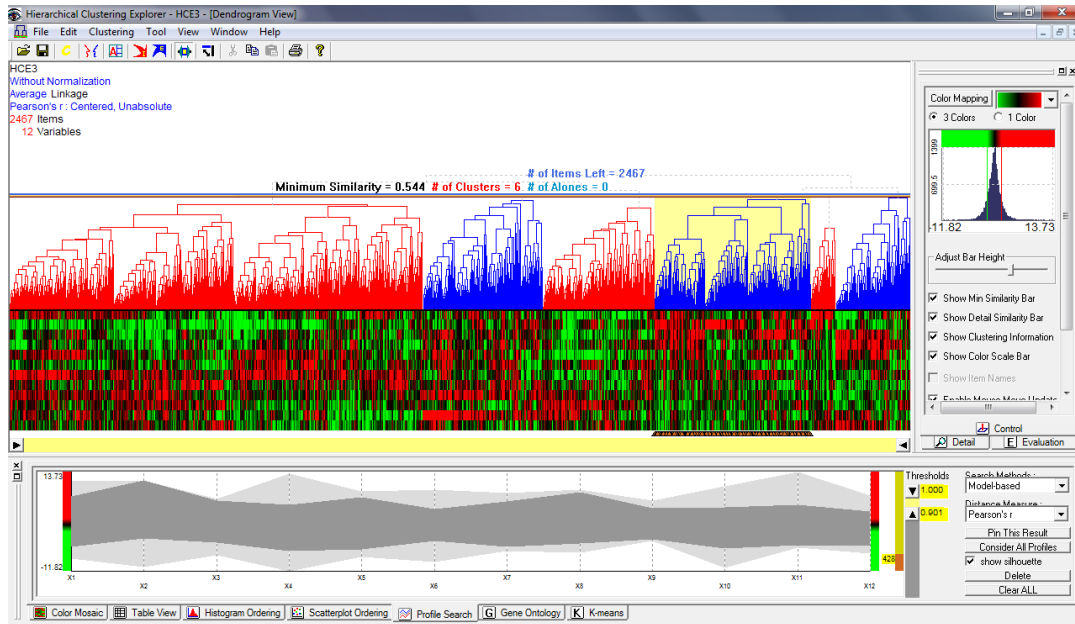 Hierarchical Clustering Explorer - HCE3 - [Dendrogram View]
File Edit Clustering Tool View Window Help
HCE3
Without Normalization
Average Linkage
Pearson's r : Centered, Unabsolute
2467 Items
12 Variables
# of Items Left = 2467
Minimum Similarity = 0.544 # of Clusters = 6 # of Alones = 0
Color Mapping
3 Colors 1 Color
1399
699.5
-11.82 13.73
Adjust Bar Height
Show Min Similarity Bar
Show Detail Similarity Bar
Show Clustering Information
Show Color Scale Bar
Show Item Names
Enable Mouse Move Update
Control
Detail E Evaluation
13.73
-11.82
X1 X2 X3 X4 X5 X6 X7 X8 X9 X10 X11 X12
428
Thresholds
1.000
0.901
Search Methods :
Model-based
Distance Measure :
Pearson's r
Pin This Result
Consider All Profiles
show silhouette
Delete
Clear ALL
Color Mosaic Table View Histogram Ordering Scatterplot Ordering Profile Search G Gene Ontology K K-means